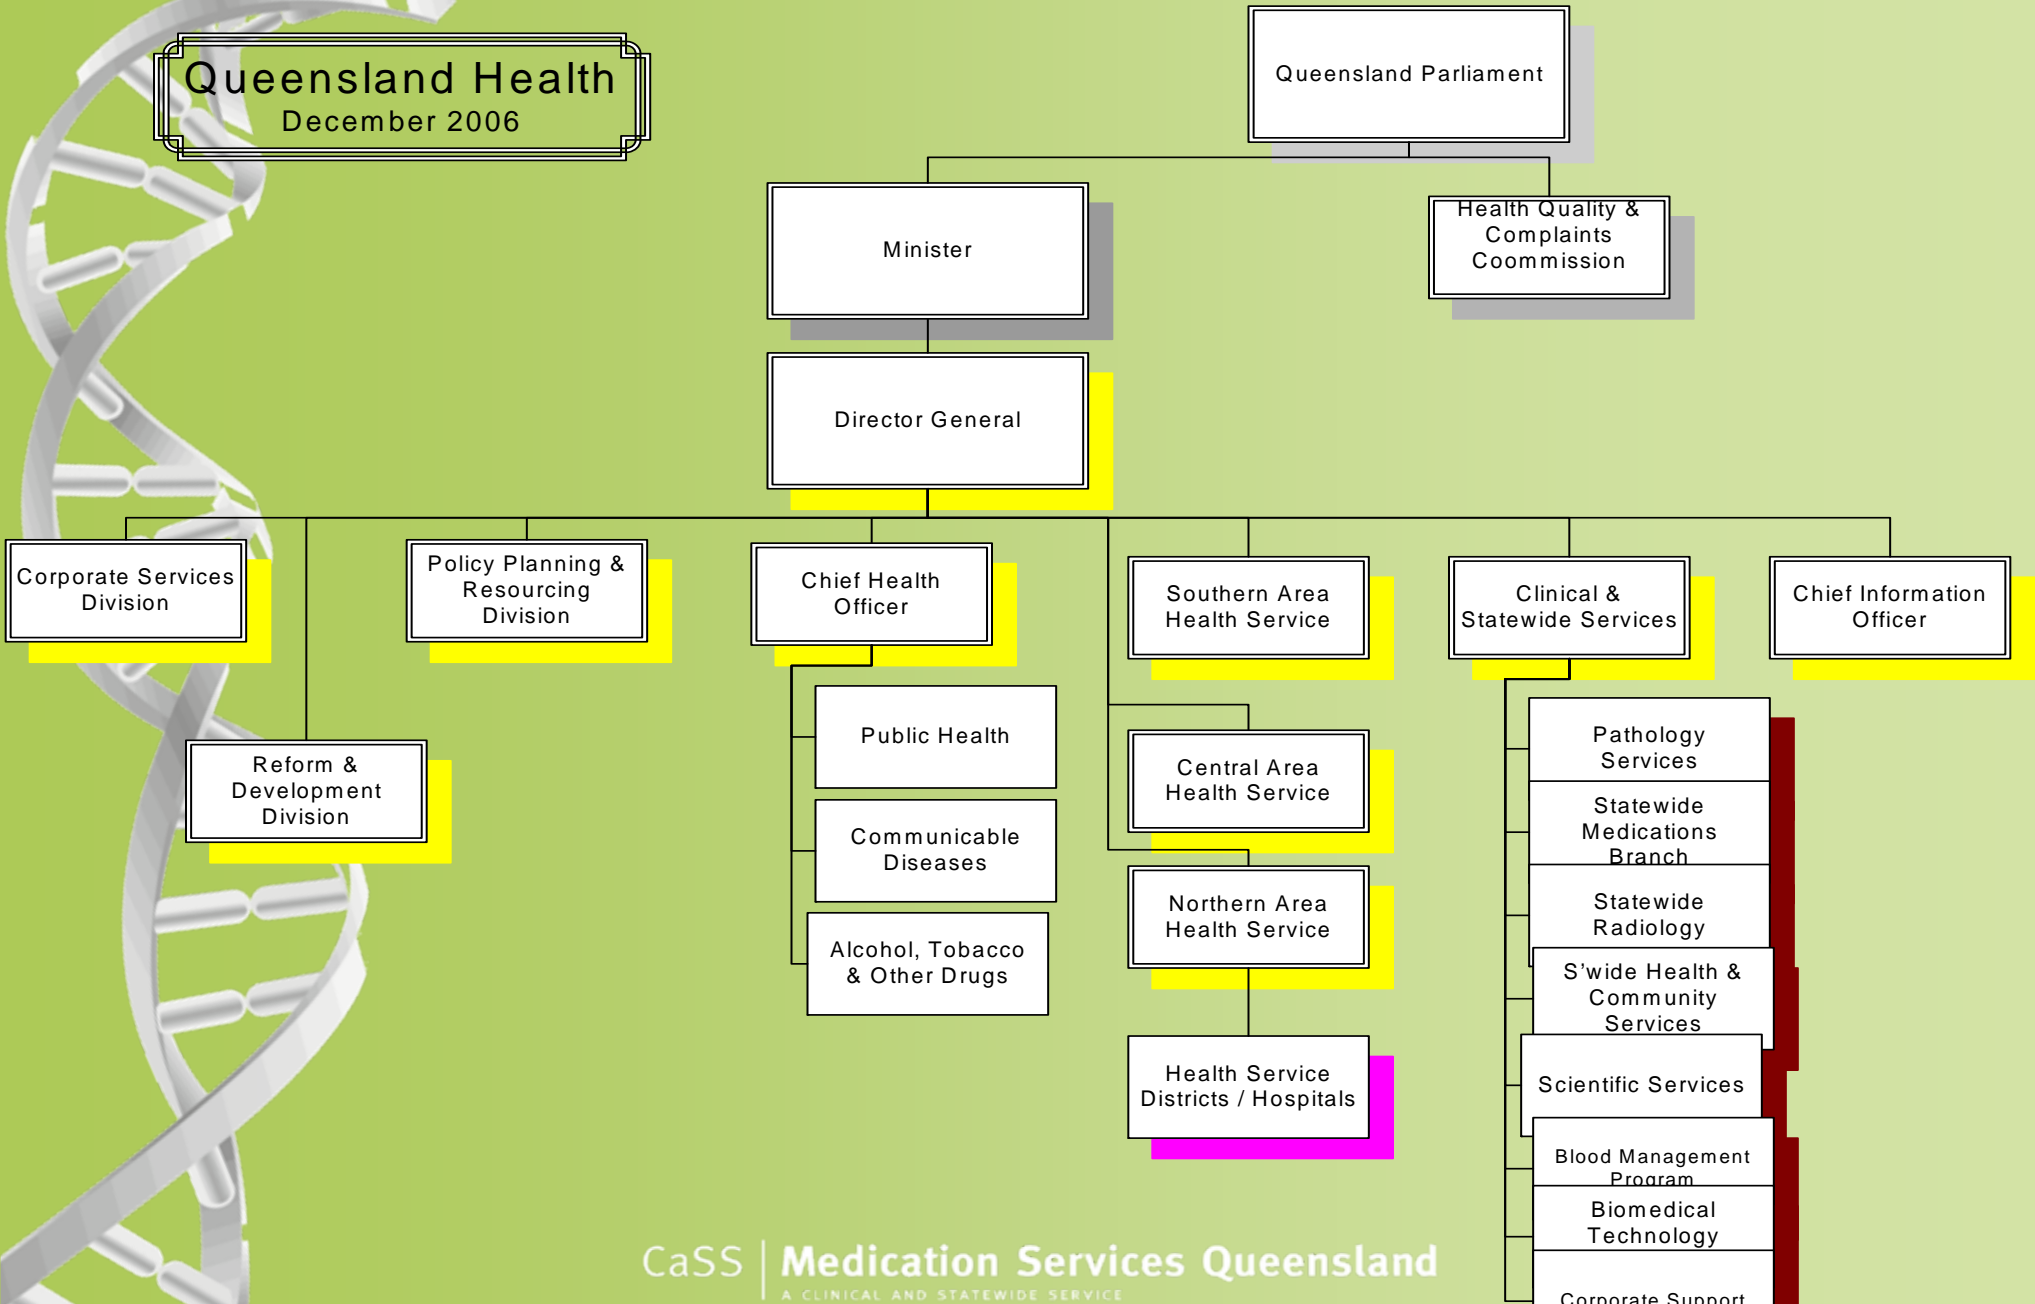 Queensland Health
December 2006
Queensland Parliament
Minister
Health Quality &
Complaints
Coommission
Director General
Corporate Services
Division
Policy Planning &
Resourcing
Division
Chief Health
Officer
Southern Area
Health Service
Clinical &
Statewide Services
Chief Information
Officer
Reform &
Development
Division
Public Health
Communicable
Diseases
Alcohol, Tobacco
& Other Drugs
Central Area
Health Service
Northern Area
Health Service
Health Service
Districts / Hospitals
Pathology
Services
Statewide
Medications
Branch
Statewide
Radiology
S’wide Health &
Community
Services
Scientific Services
Blood Management
Program
Biomedical
Technology
Corporate Support
CaSS | Medication Services Queensland
A CLINICAL AND STATEWIDE SERVICE